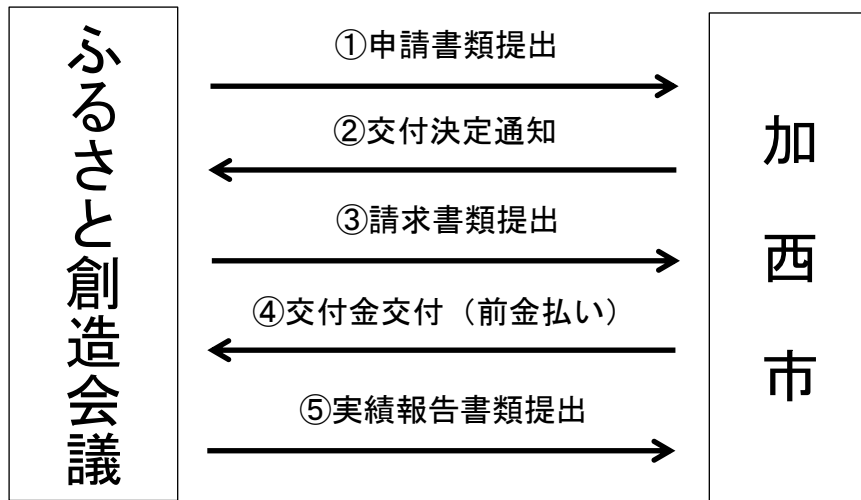 ふるさと創造会議
①申請書類提出
②交付決定通知
③請求書類提出
④交付金交付（前金払い）
⑤実績報告書類提出
加西市